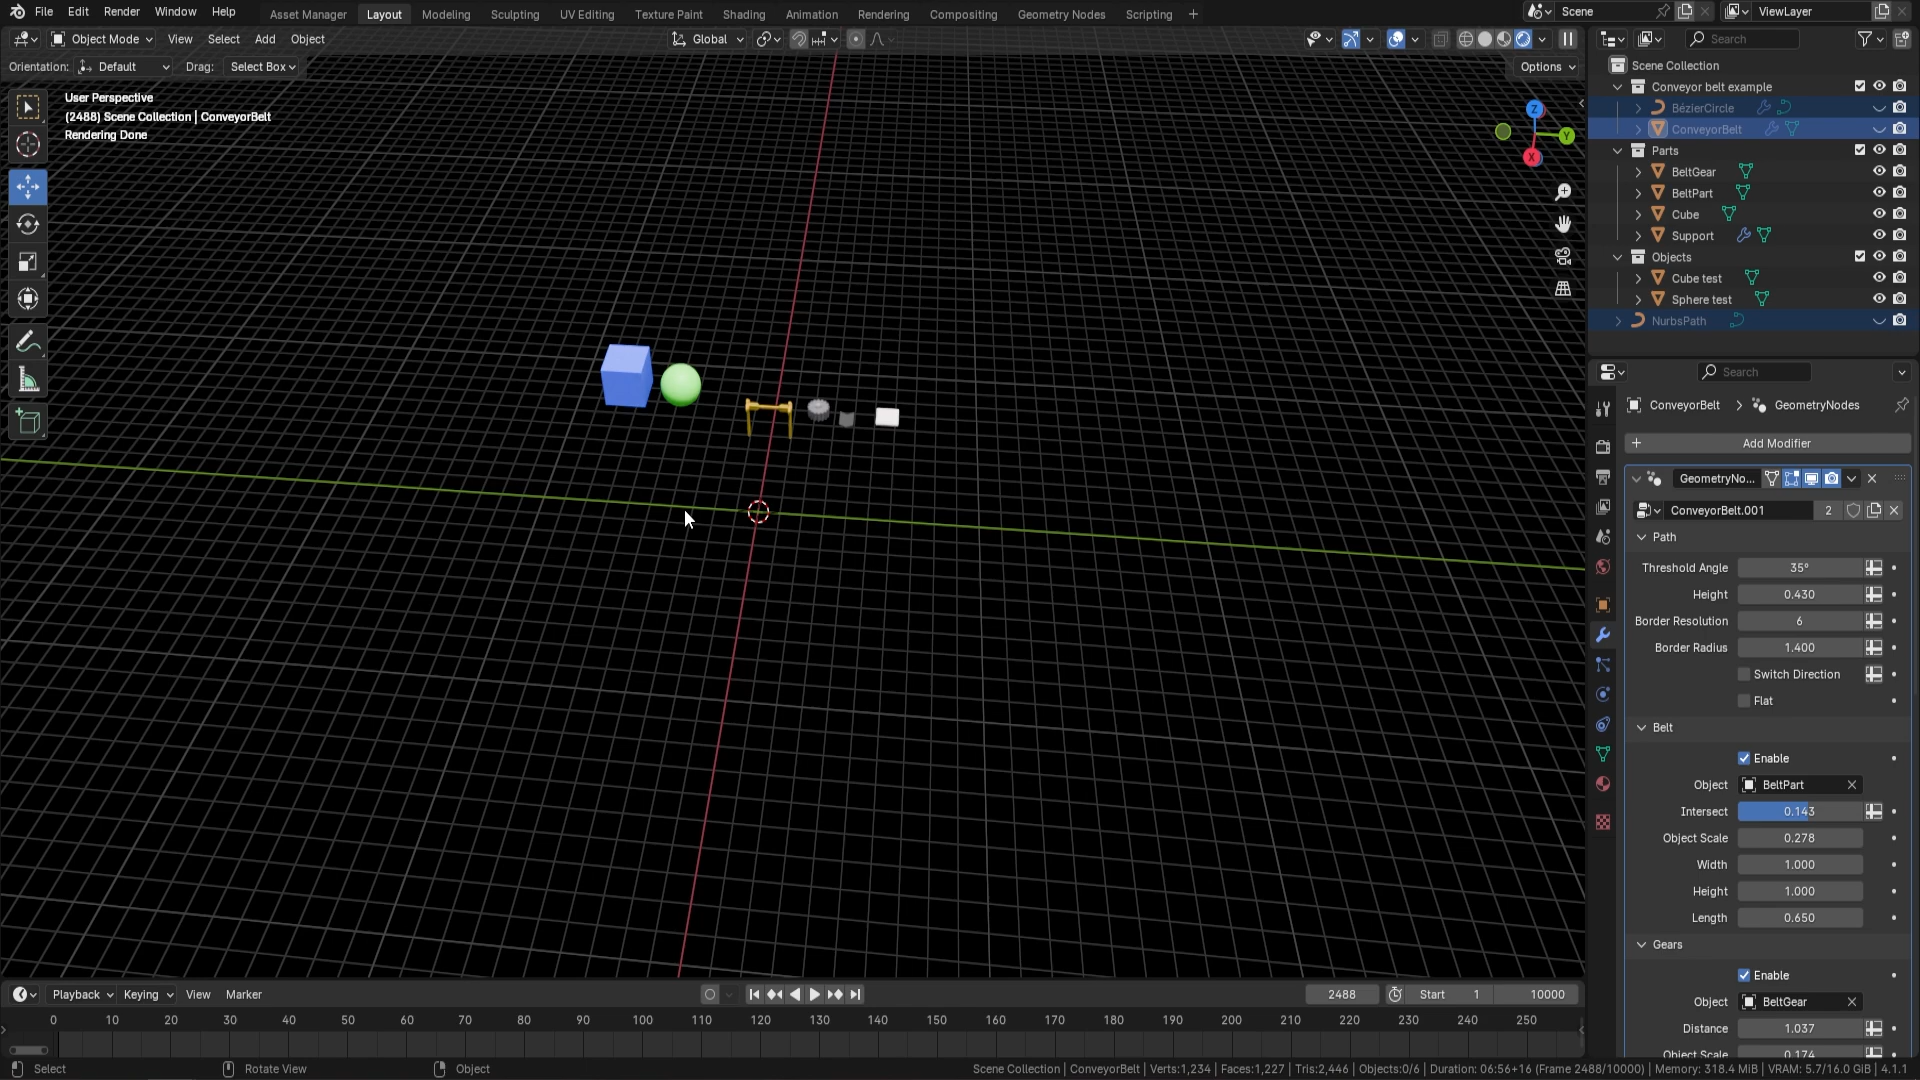 File Edit Render Window Help Asset Manager Layout Modeling Sculpting UV Editing Texture Paint Shading Animation Rendering Compositing Geometry Nodes Scripting + Scene ViewLayer
Object Mode View Select Add Object Global Search
Orientation: Default Drag: Select Box Options
User Perspective
(2488) Scene Collection | ConveyorBelt
Rendering Done
Z
Y
X
Scene Collection
Conveyor belt example
BézierCircle
ConveyorBelt
Parts
BeltGear
BeltPart
Cube
Support
Objects
Cube test
Sphere test
NurbsPath
Search
ConveyorBelt > GeometryNodes
+ Add Modifier
GeometryNo...
ConveyorBelt.001 2
Path
Threshold Angle 35°
Height 0.430
Border Resolution 6
Border Radius 1.400
Switch Direction
Flat
Belt
Enable
Object BeltPart
Intersect 0.143
Object Scale 0.278
Width 1.000
Height 1.000
Length 0.650
Gears
Enable
Object BeltGear
Distance 1.037
Object Scale 0.174
Playback Keying View Marker 2488 Start 1 10000
0 10 20 30 40 50 60 70 80 90 100 110 120 130 140 150 160 170 180 190 200 210 220 230 240 250
Select Rotate View Object Scene Collection | ConveyorBelt | Verts:1,234 | Faces:1,227 | Tris:2,446 | Objects:0/6 | Duration: 06:56+16 (Frame 2488/10000) | Memory: 318.4 MiB | VRAM: 5.7/16.0 GiB | 4.1.1